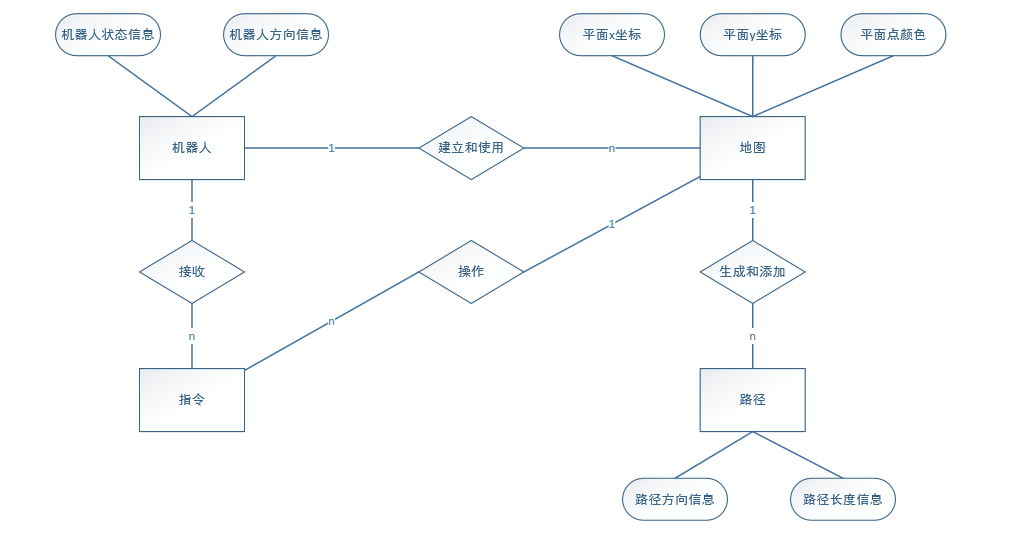 机器人状态信息
机器人方向信息
平面x坐标
平面y坐标
平面点颜色
机器人
1
建立和使用
n
地图
1
1
1
接收
操作
生成和添加
n
n
n
指令
路径
路径方向信息
路径长度信息